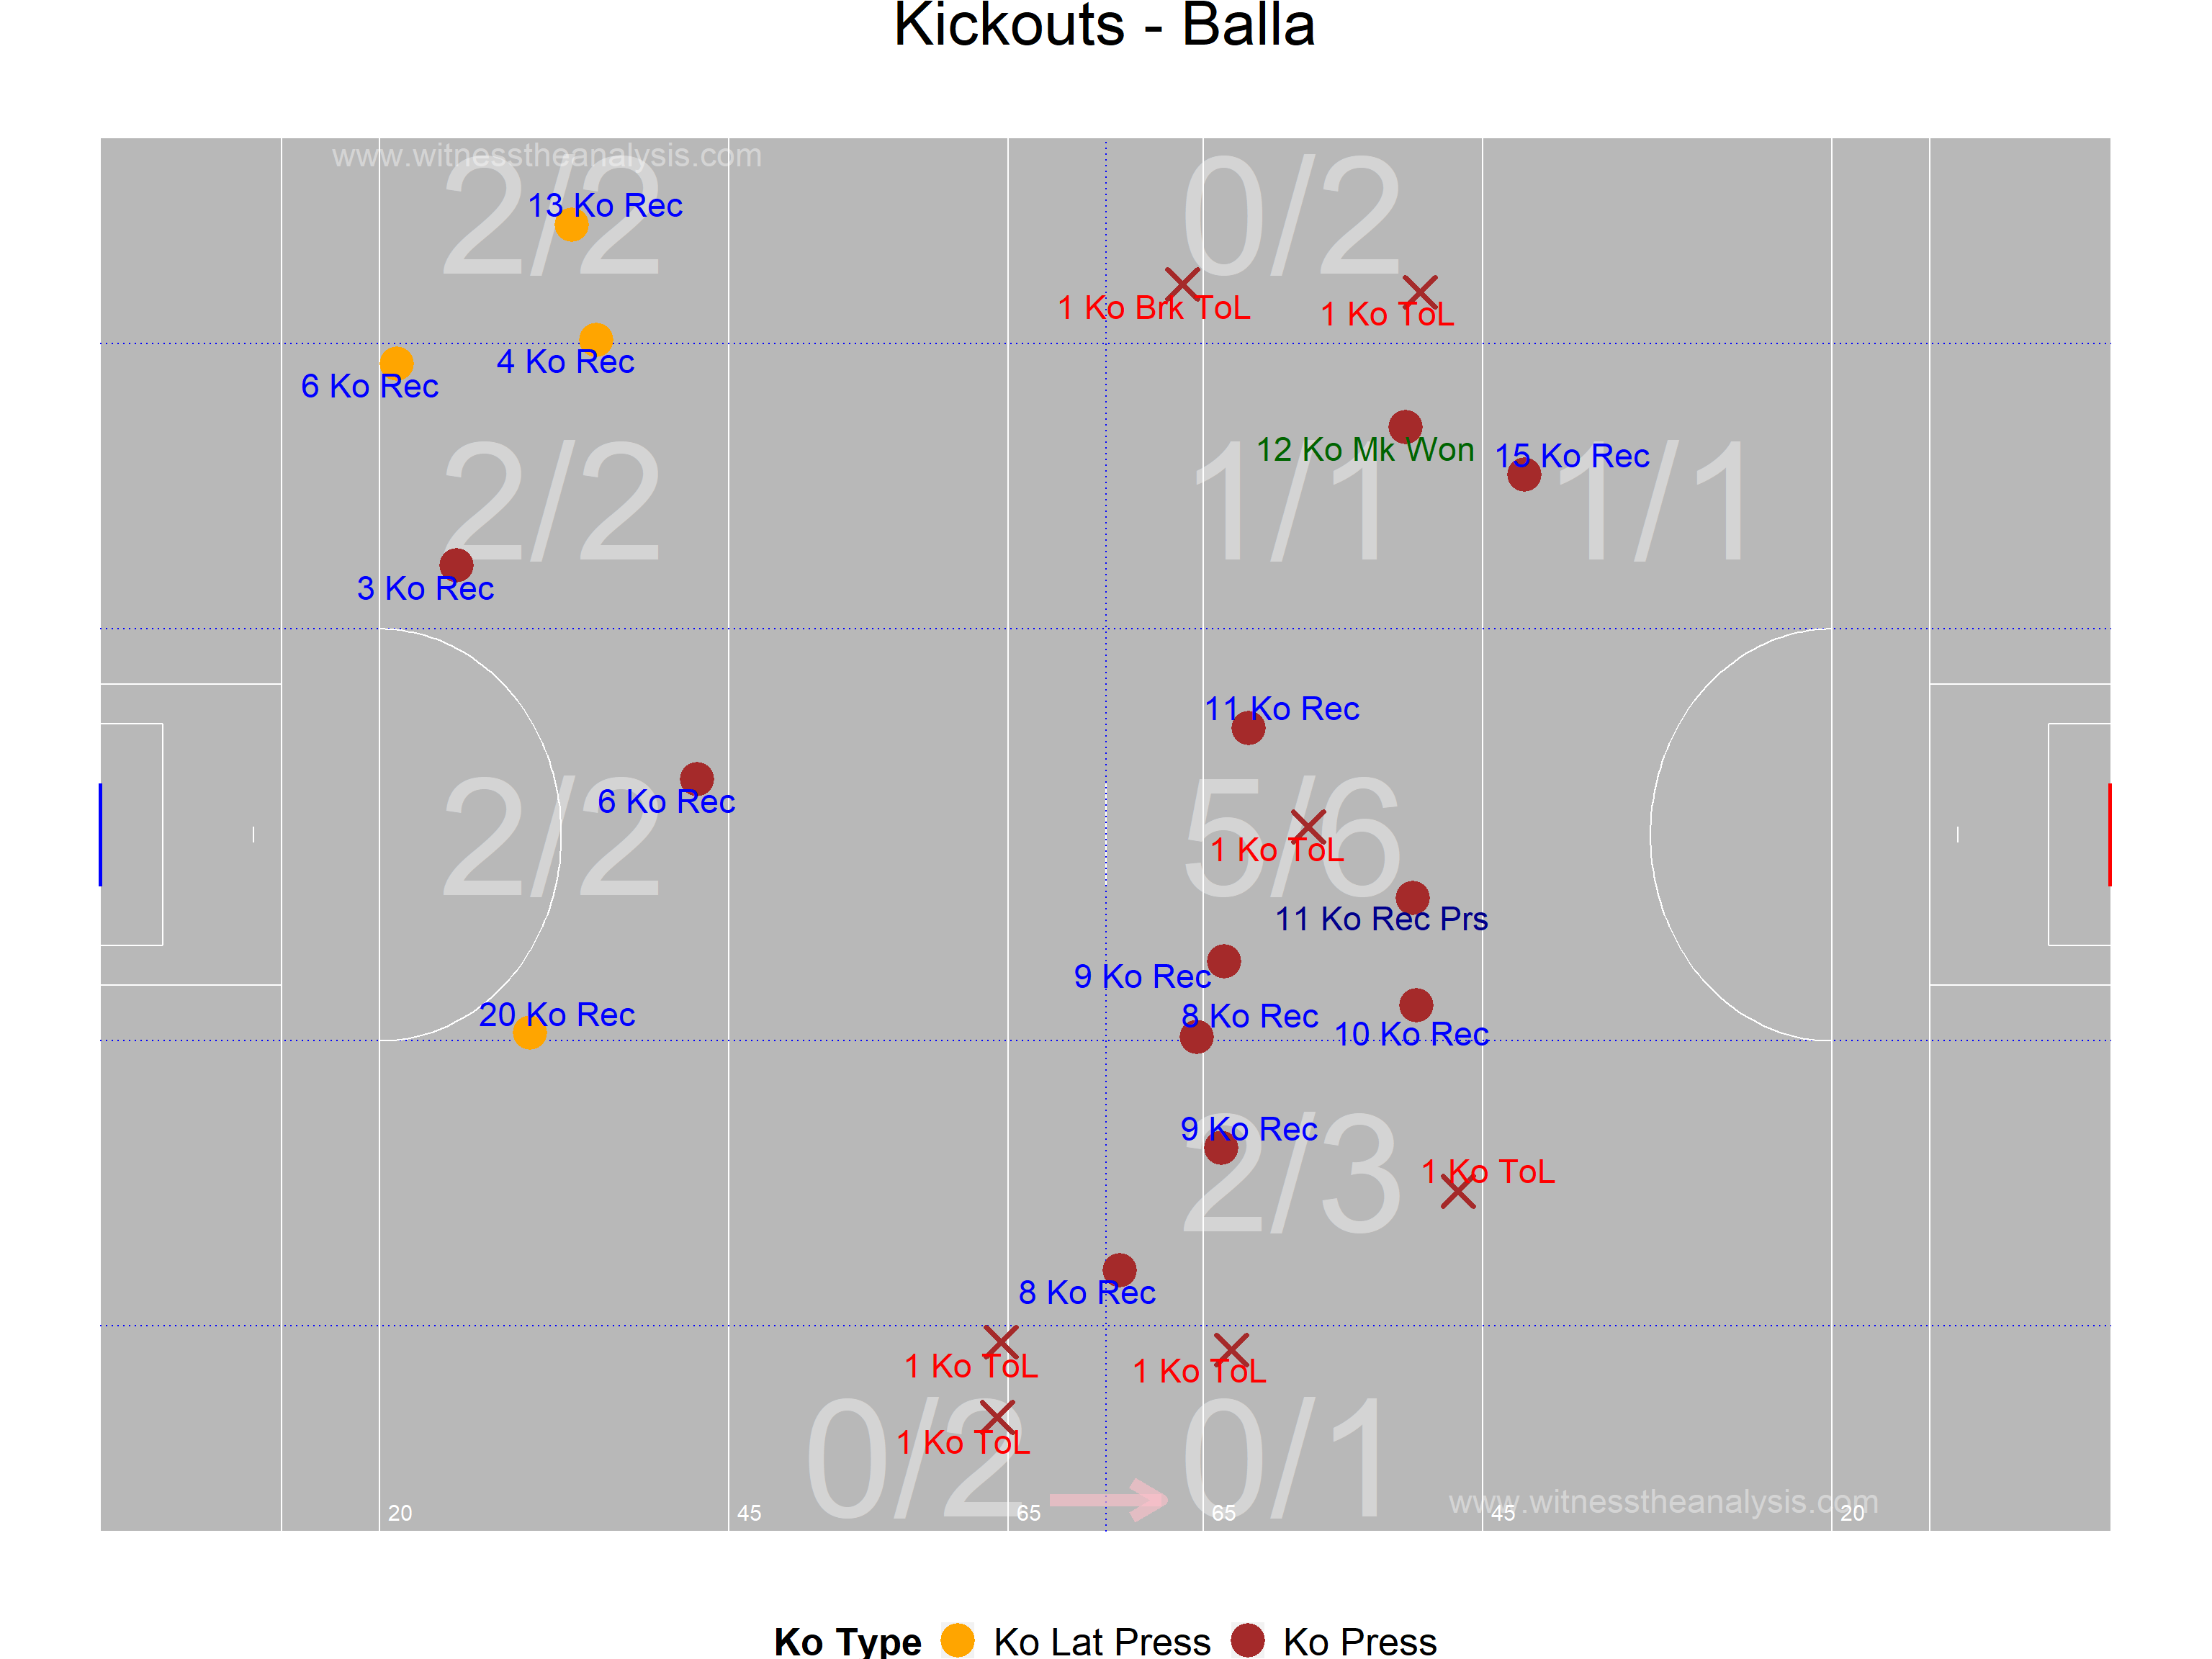 Kickouts - Balla
www.witnesstheanalysis.com
2/2
0/2
13 Ko Rec
1 Ko Brk ToL
1 Ko ToL
4 Ko Rec
6 Ko Rec
12 Ko Mk Won
15 Ko Rec
2/2
1/1
1/1
3 Ko Rec
11 Ko Rec
6 Ko Rec
2/2
5/6
1 Ko ToL
11 Ko Rec Prs
9 Ko Rec
20 Ko Rec
8 Ko Rec
10 Ko Rec
9 Ko Rec
2/3
1 Ko ToL
8 Ko Rec
1 Ko ToL
1 Ko ToL
1 Ko ToL
0/2
0/1
www.witnesstheanalysis.com
20 45 65 65 45 20
Ko Type Ko Lat Press Ko Press